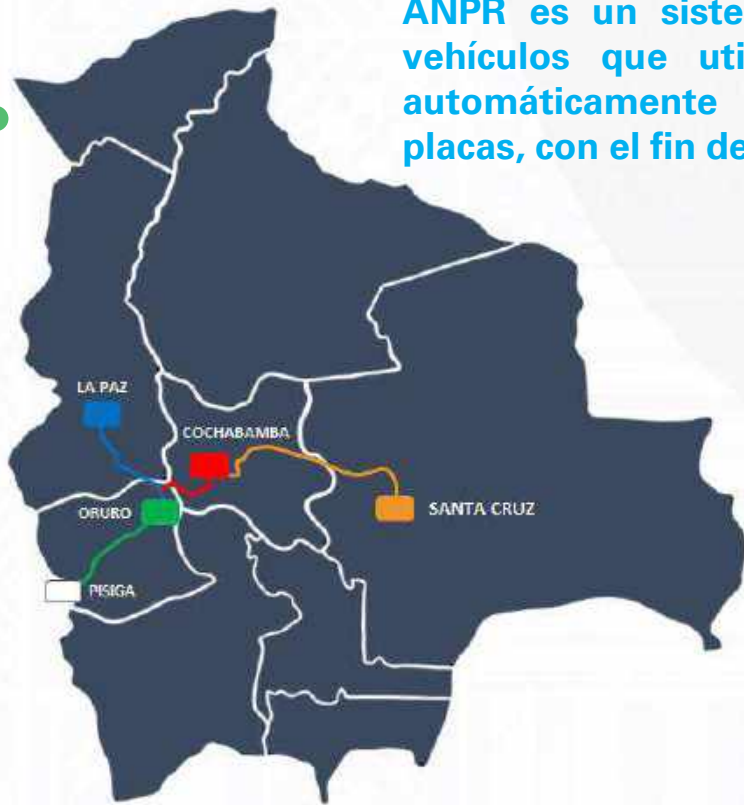 ANPR es un siste
vehículos que uti
automáticamente
placas, con el fin de
LA PAZ
COCHABAMBA
ORURO
SANTA CRUZ
PISIGA